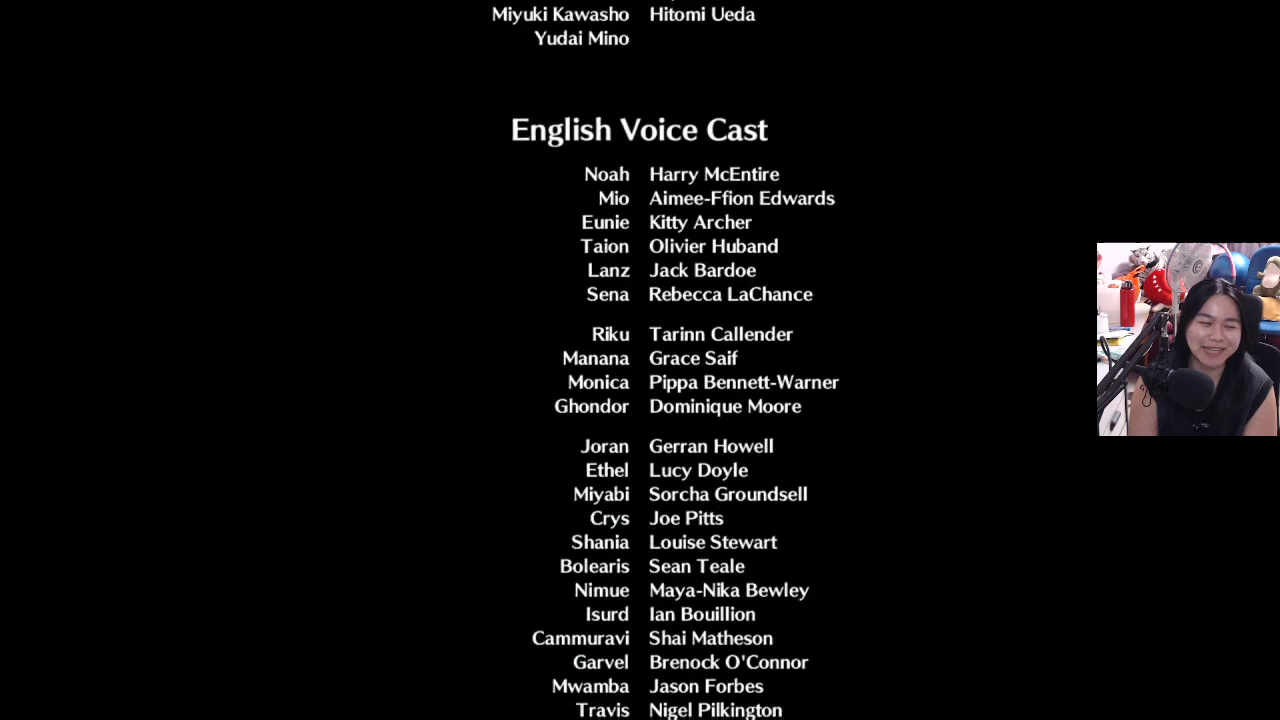 Miyuki Kawasho Hitomi Ueda
Yudai Mino
English Voice Cast
Noah Harry McEntire
Mio Aimee-Ffion Edwards
Eunie Kitty Archer
Taion Olivier Huband
Lanz Jack Bardoe
Sena Rebecca LaChance
Riku Tarinn Callender
Manana Grace Saif
Monica Pippa Bennett-Warner
Ghondor Dominique Moore
Joran Gerran Howell
Ethel Lucy Doyle
Miyabi Sorcha Groundsell
Crys Joe Pitts
Shania Louise Stewart
Bolearis Sean Teale
Nimue Maya-Nika Bewley
Isurd Ian Bouillion
Cammuravi Shai Matheson
Garvel Brenock O'Connor
Mwamba Jason Forbes
Travis Nigel Pilkington